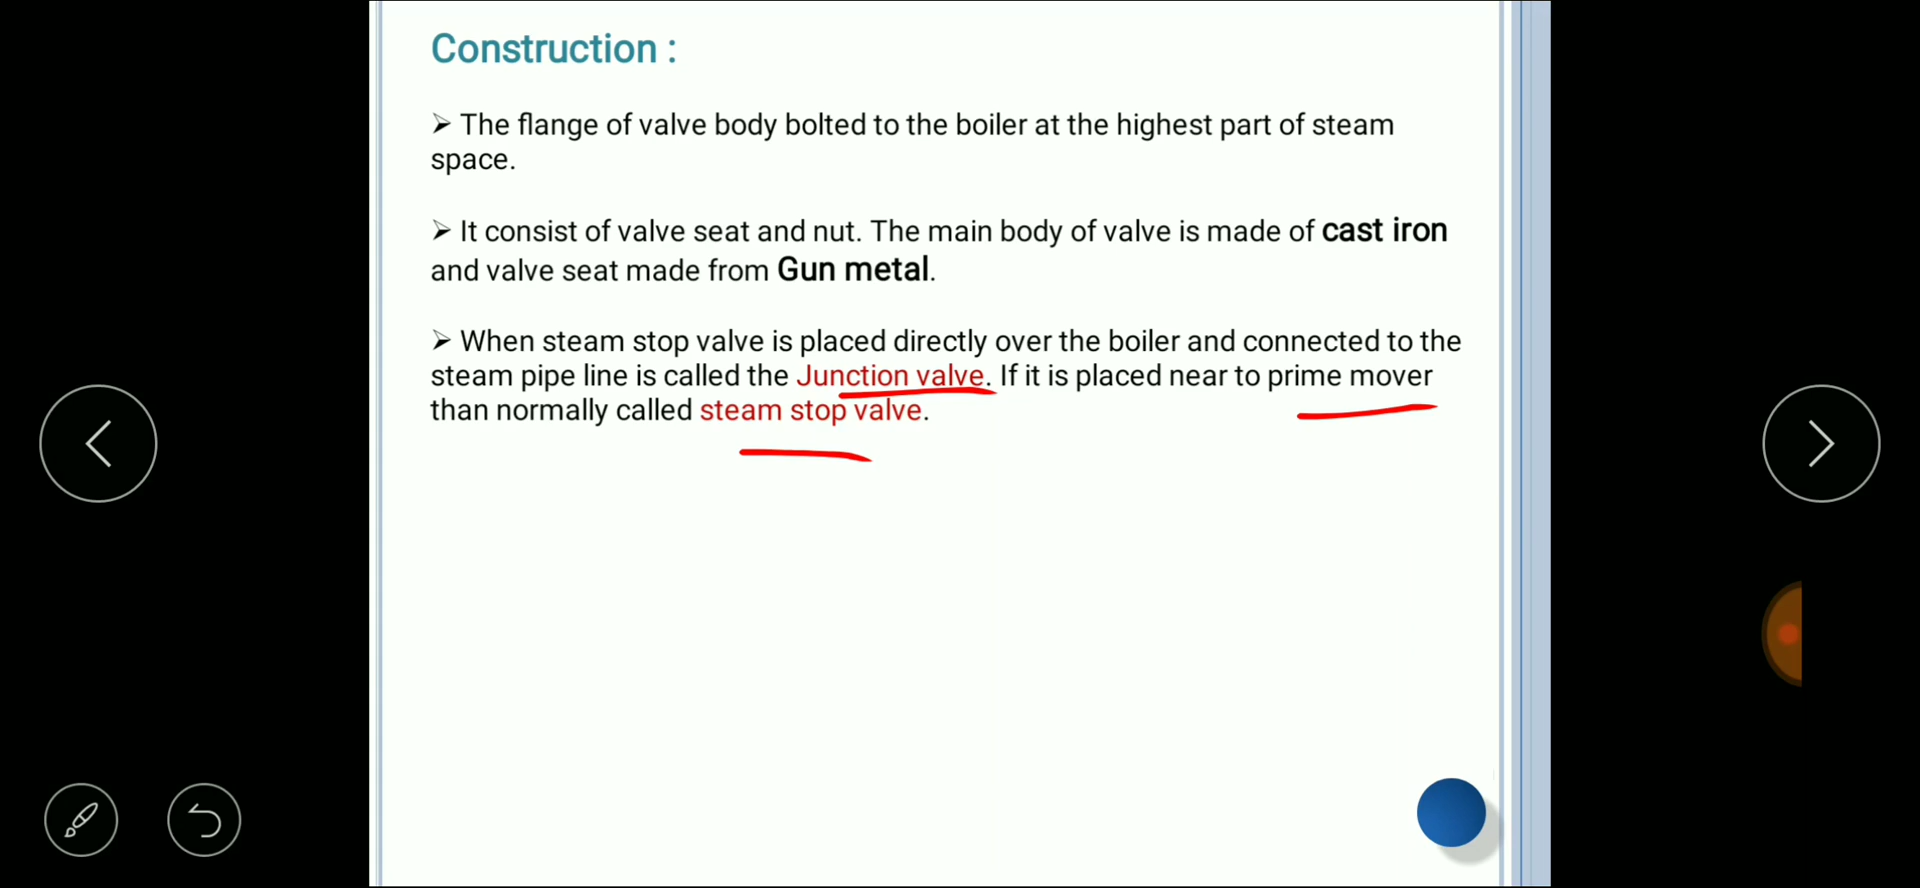 Construction :
➢ The flange of valve body bolted to the boiler at the highest part of steam
space.
➢ It consist of valve seat and nut. The main body of valve is made of cast iron
and valve seat made from Gun metal.
➢ When steam stop valve is placed directly over the boiler and connected to the
steam pipe line is called the Junction valve. If it is placed near to prime mover
than normally called steam stop valve.